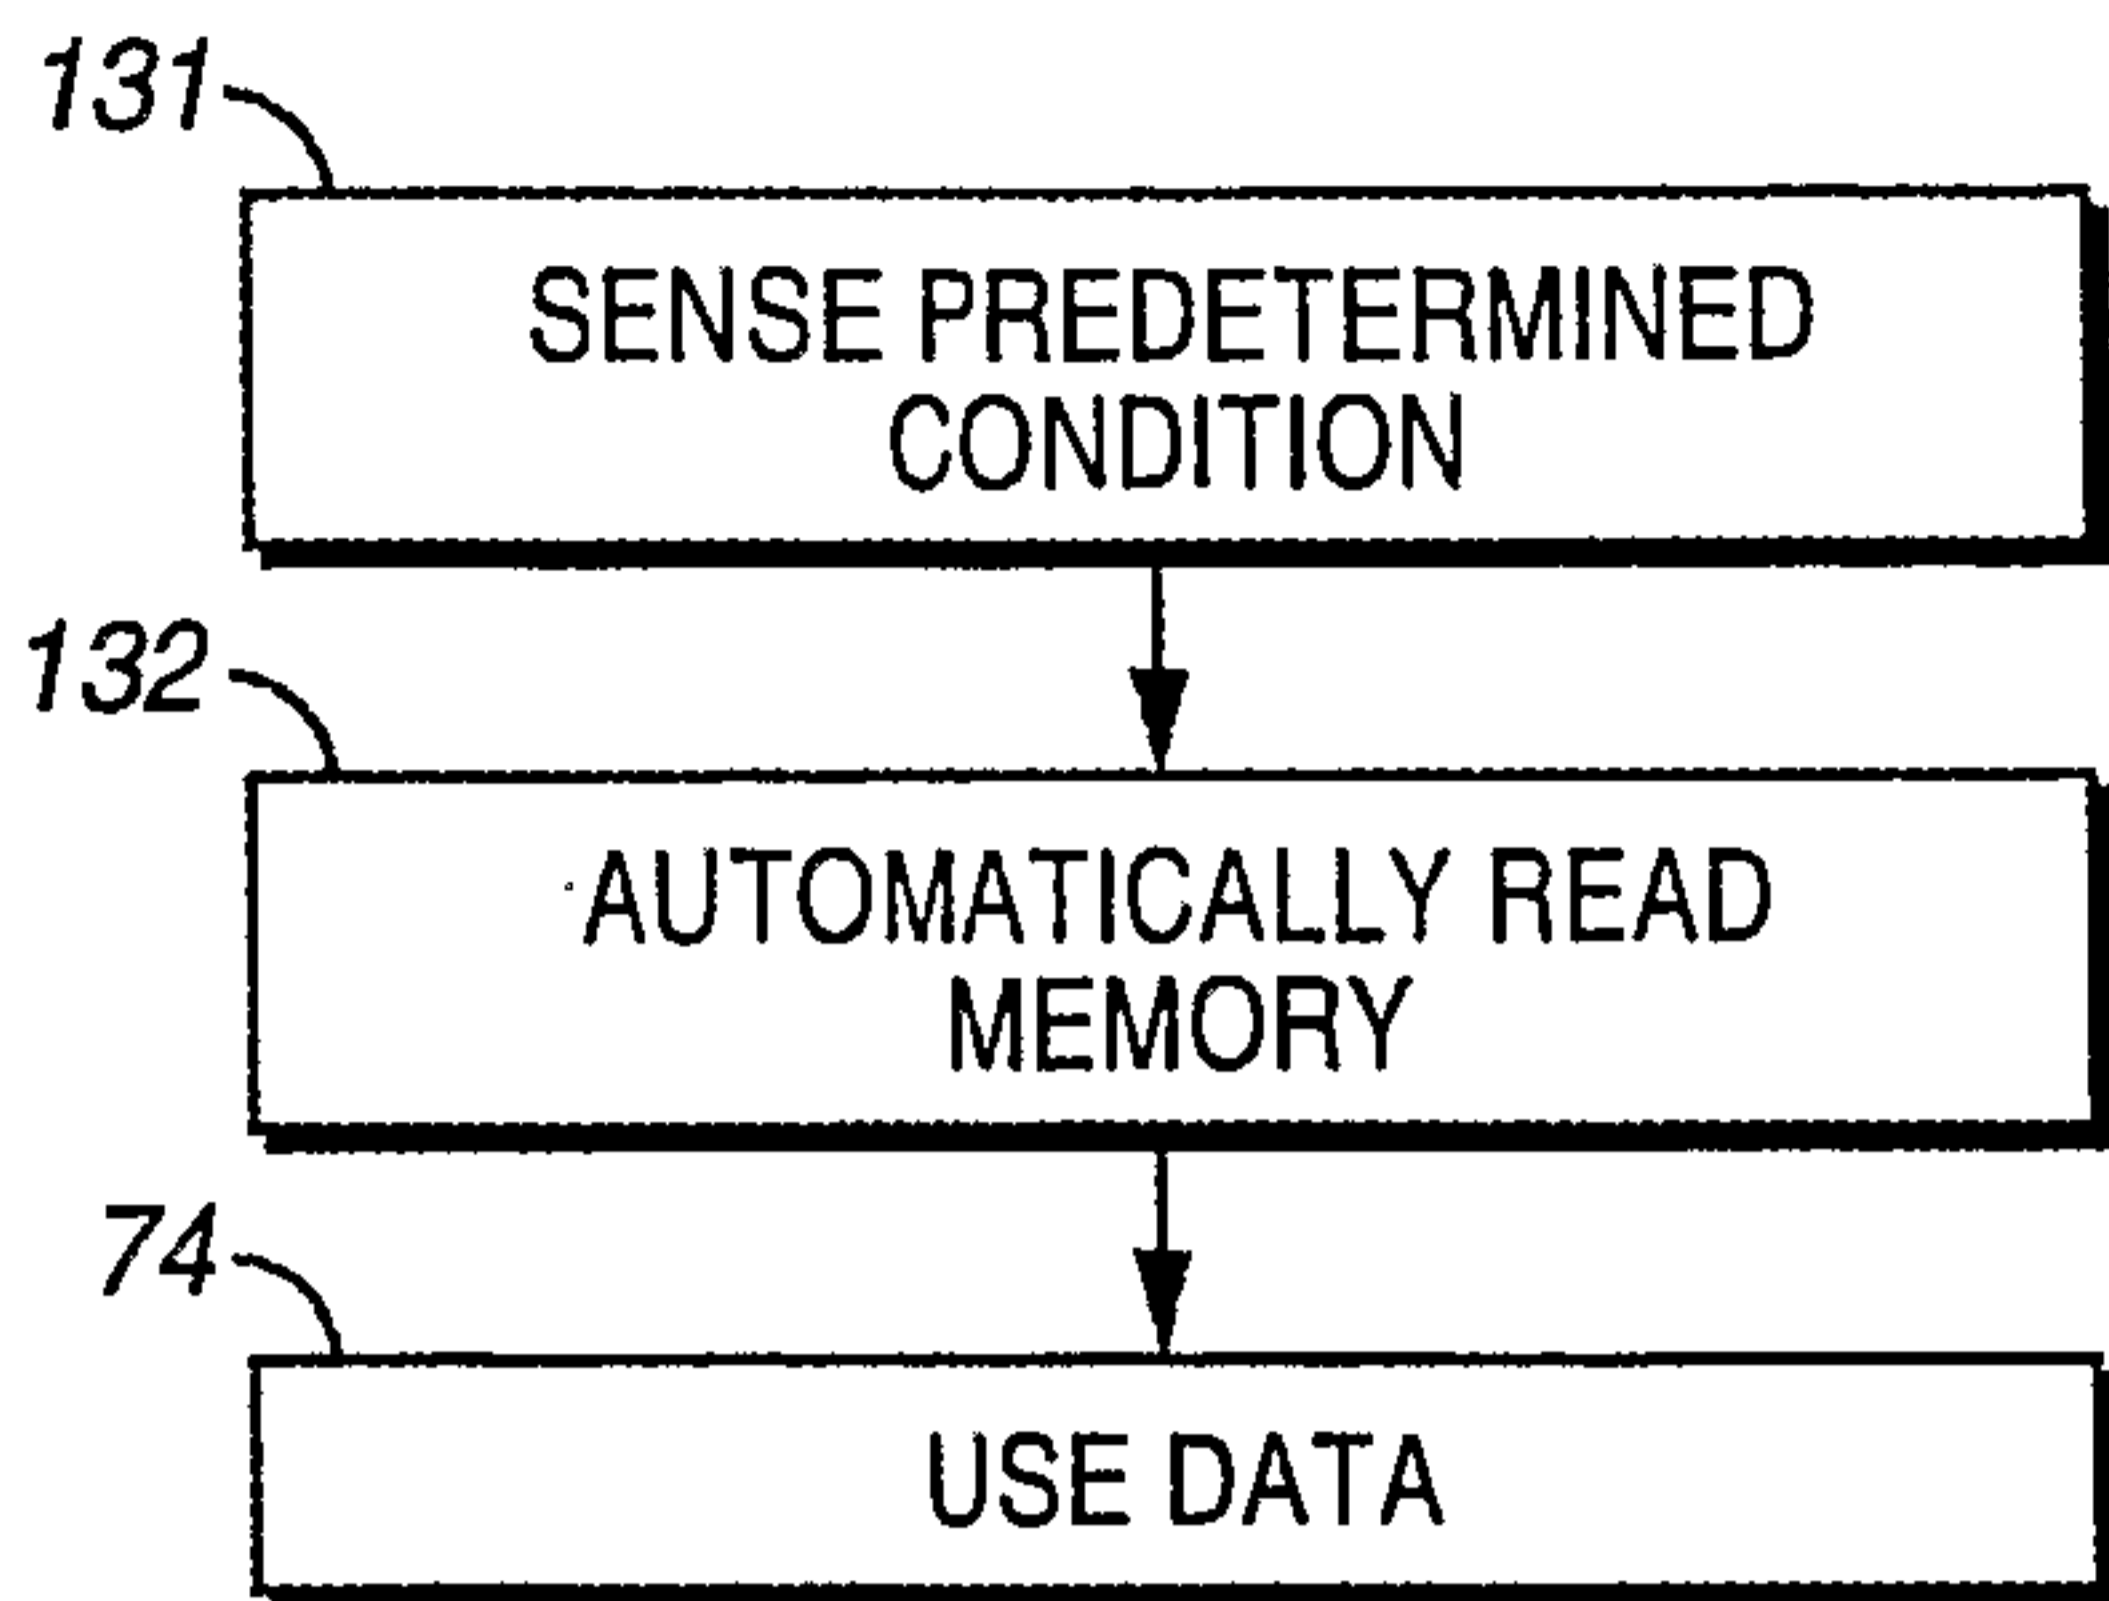 131
SENSE PREDETERMINED
CONDITION
132
AUTOMATICALLY READ
MEMORY
74
USE DATA